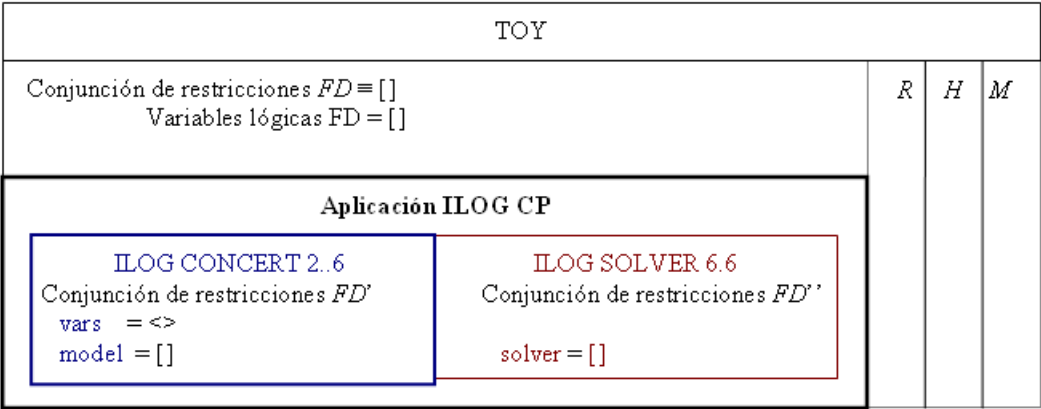 TOY
Conjunción de restricciones FD ≡ [] R H M
Variables lógicas FD = []
Aplicación ILOG CP
ILOG CONCERT 2..6 ILOG SOLVER 6.6
Conjunción de restricciones FD' Conjunción de restricciones FD''
vars = <>
model = [] solver = []